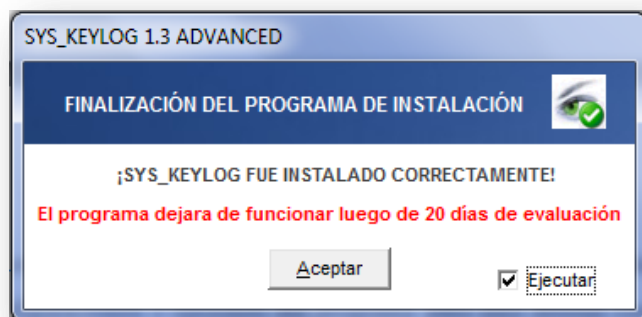 SYS_KEYLOG 1.3 ADVANCED
FINALIZACIÓN DEL PROGRAMA DE INSTALACIÓN
¡SYS_KEYLOG FUE INSTALADO CORRECTAMENTE!
El programa dejara de funcionar luego de 20 días de evaluación
Aceptar
Ejecutar